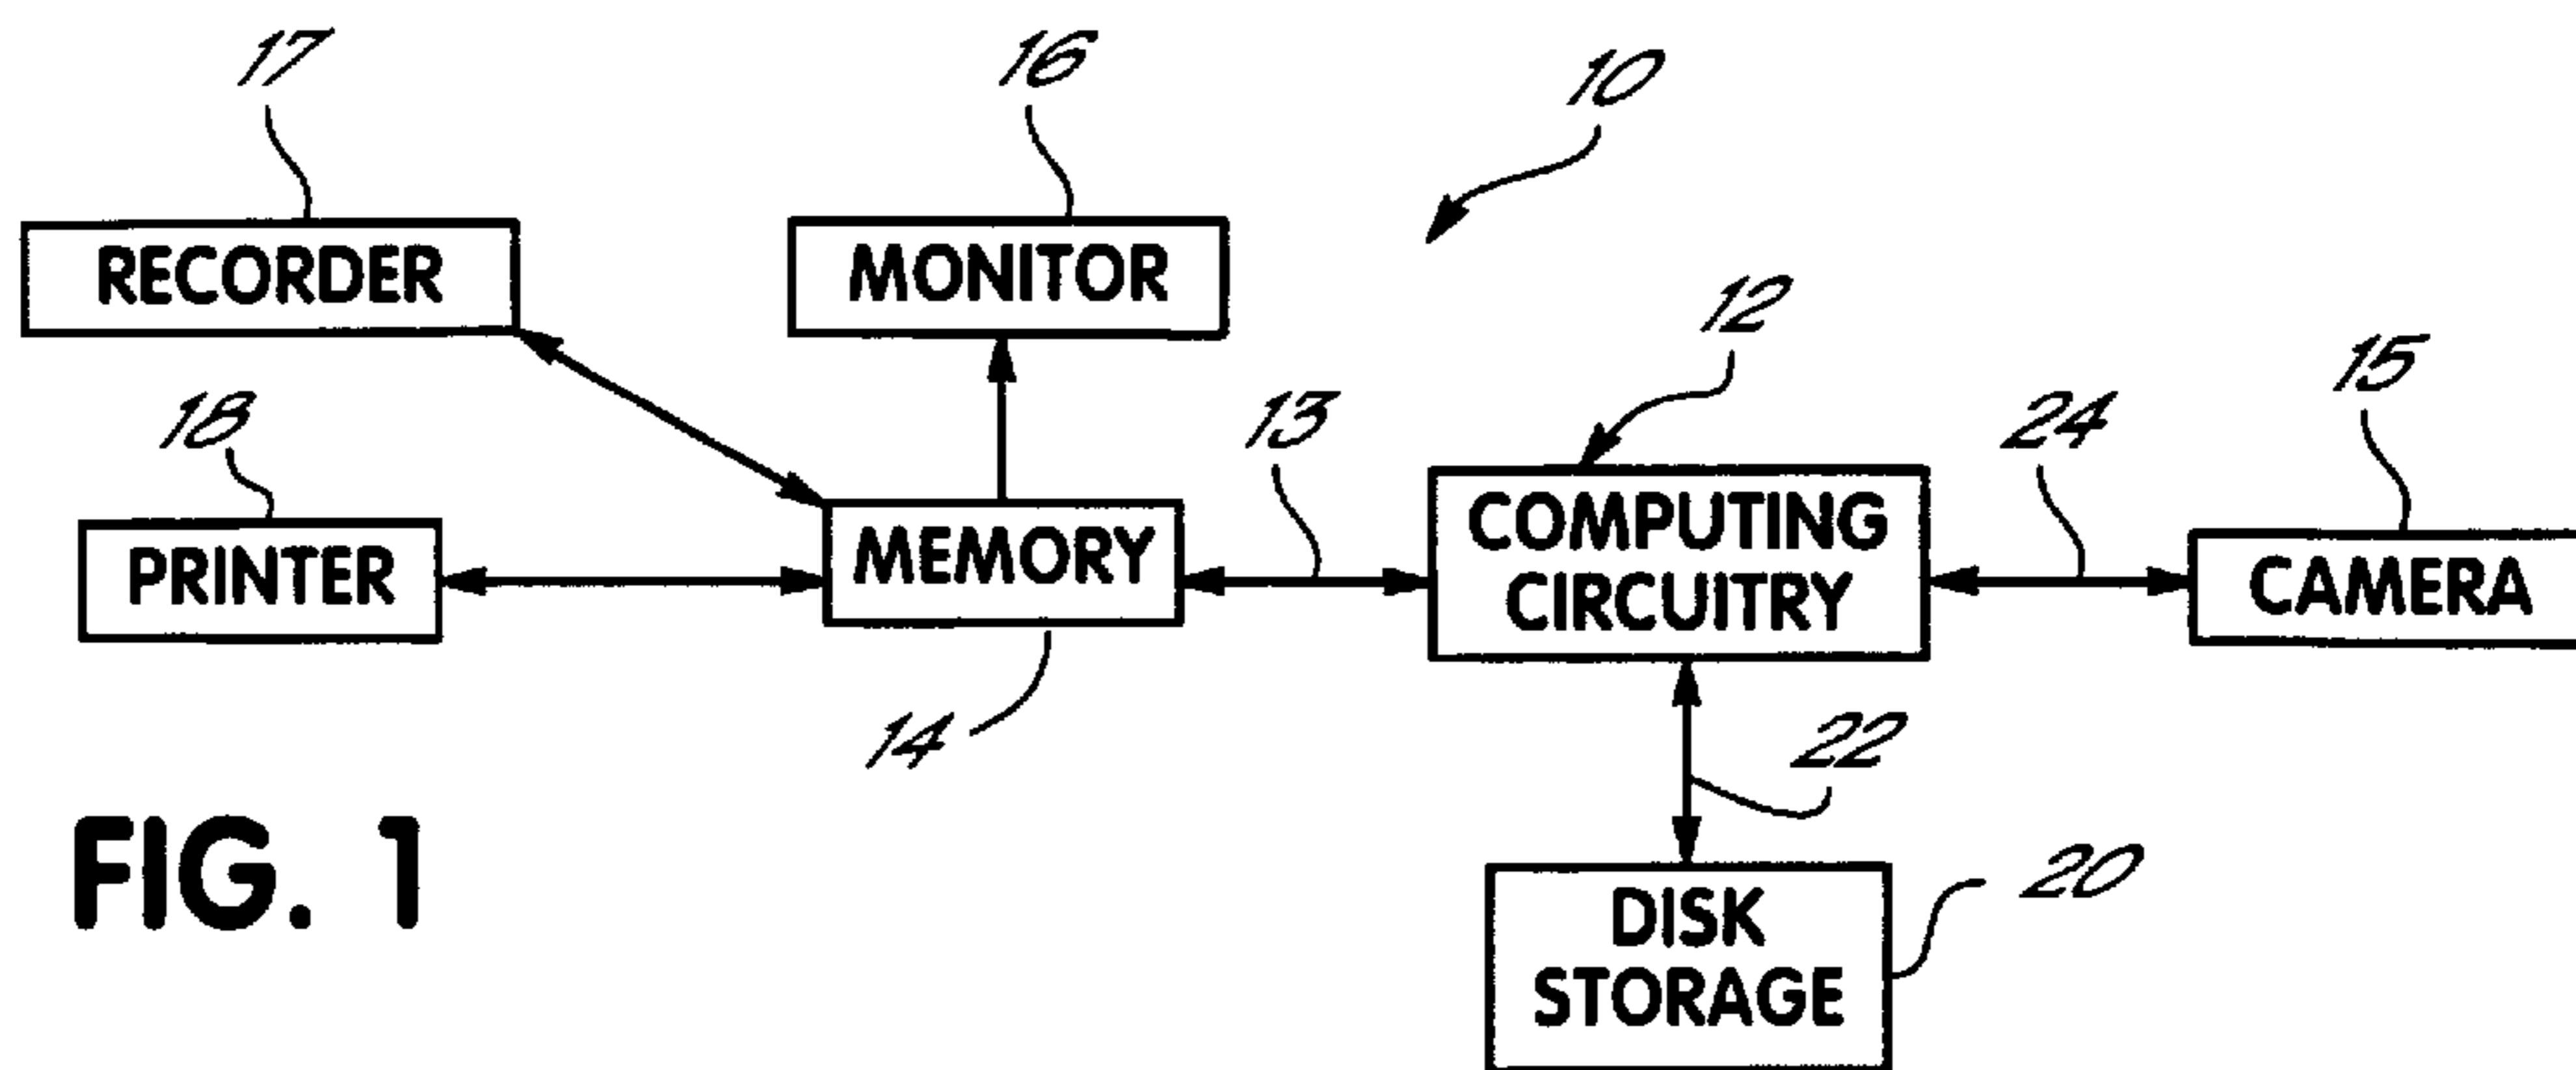 17
16
10
RECORDER
MONITOR
12
15
18
13
24
PRINTER
MEMORY
COMPUTING
CIRCUITRY
CAMERA
14
22
FIG. 1
20
DISK
STORAGE